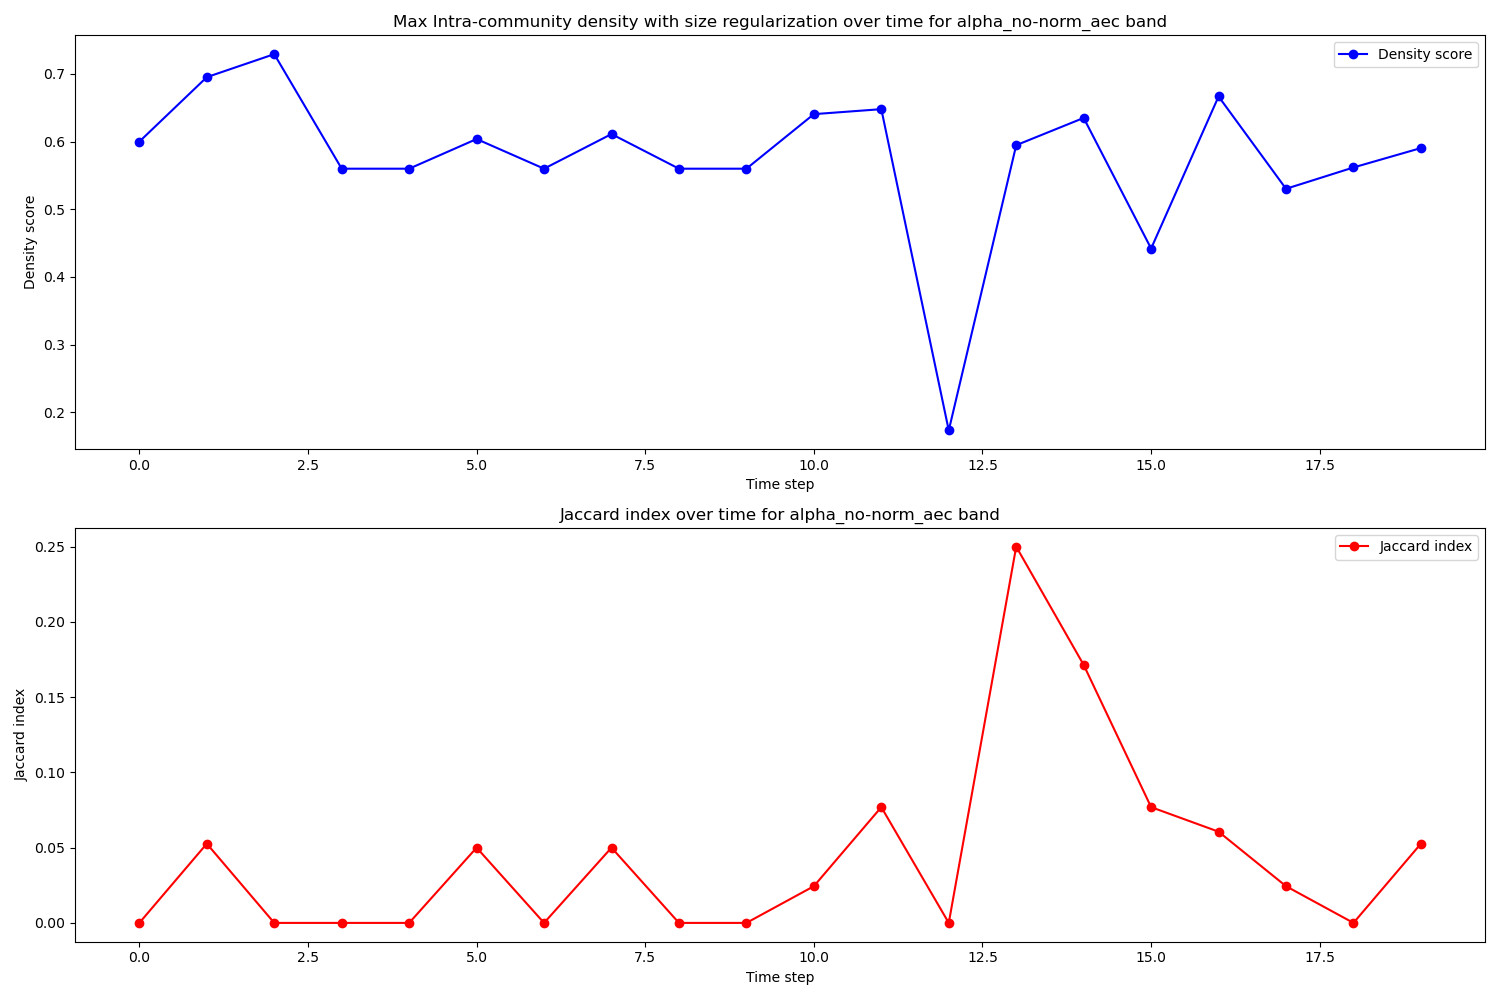 Max Intra-community density with size regularization over time for alpha_no-norm_aec band
Density score
Density score
0.7
0.6
0.5
0.4
0.3
0.2
0.0 2.5 5.0 7.5 10.0 12.5 15.0 17.5
Time step
Jaccard index over time for alpha_no-norm_aec band
Jaccard index
Jaccard index
0.25
0.20
0.15
0.10
0.05
0.00
0.0 2.5 5.0 7.5 10.0 12.5 15.0 17.5
Time step